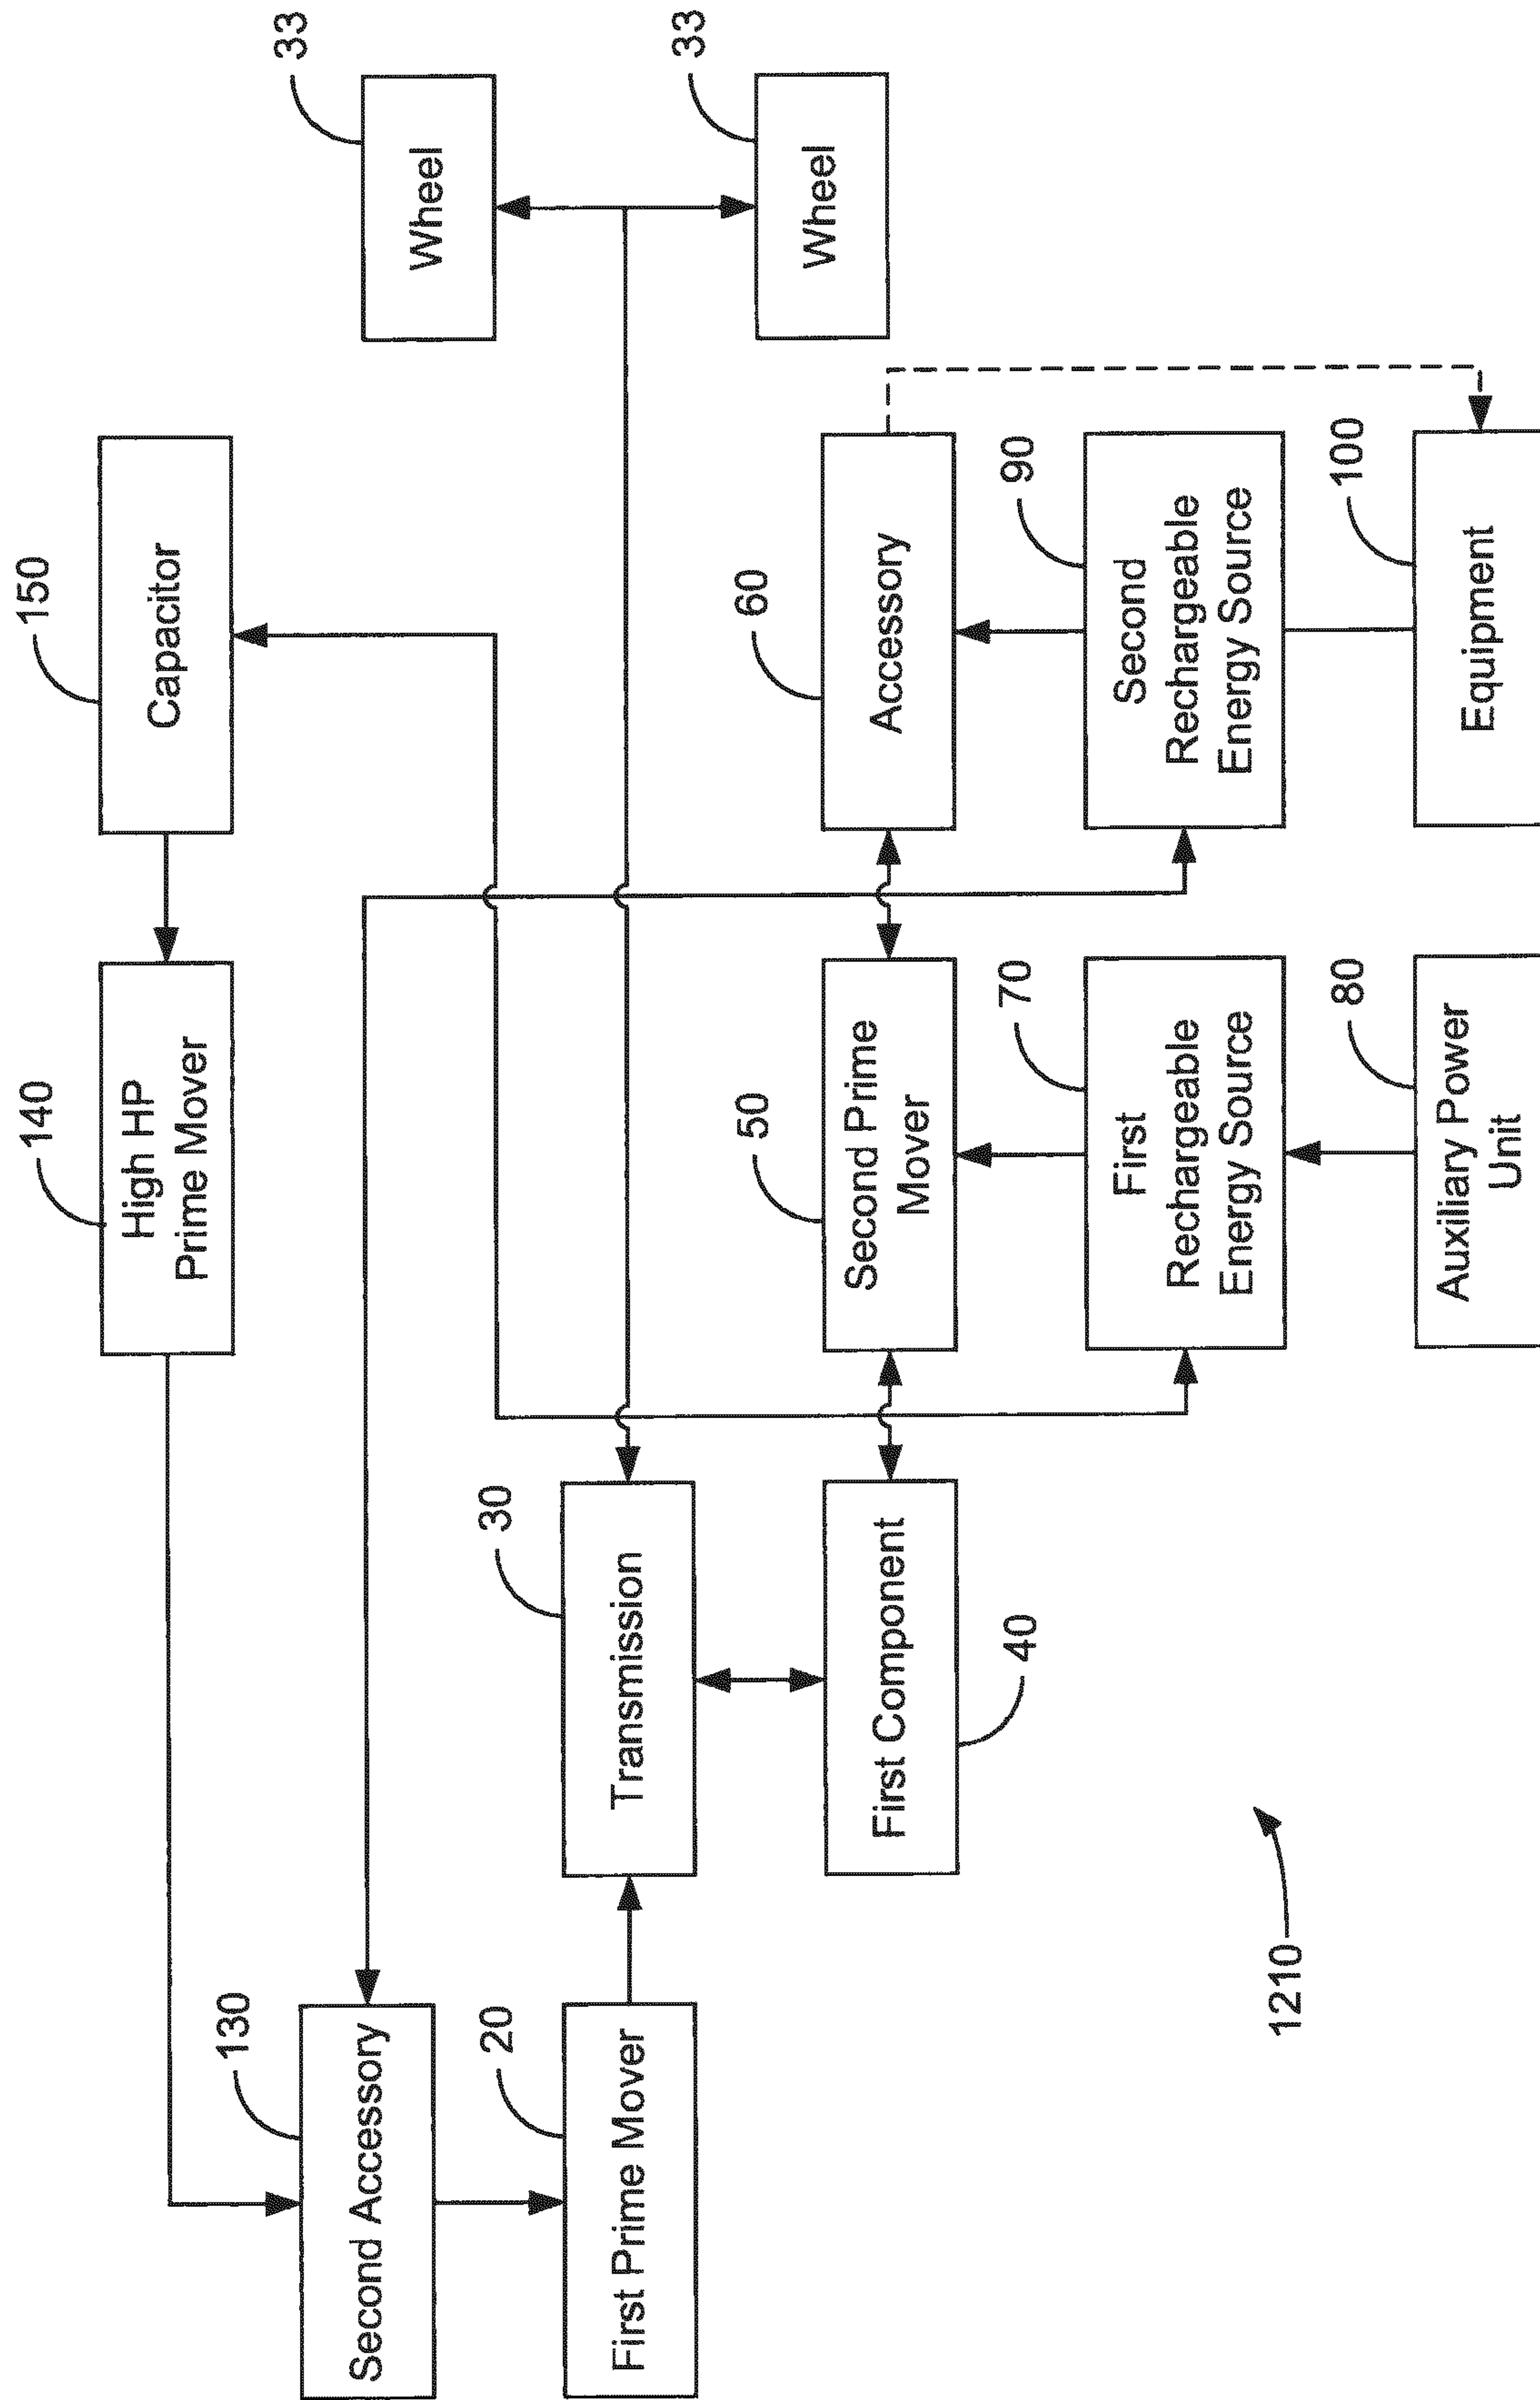 150
Capacitor
140
High HP
Prime Mover
130
Second Accessory
33
Wheel
20
First Prime Mover
30
Transmission
33
Wheel
40
First Component
50
Second Prime
Mover
60
Accessory
70
First
Rechargeable
Energy Source
90
Second
Rechargeable
Energy Source
80
Auxiliary Power
Unit
100
Equipment
1210